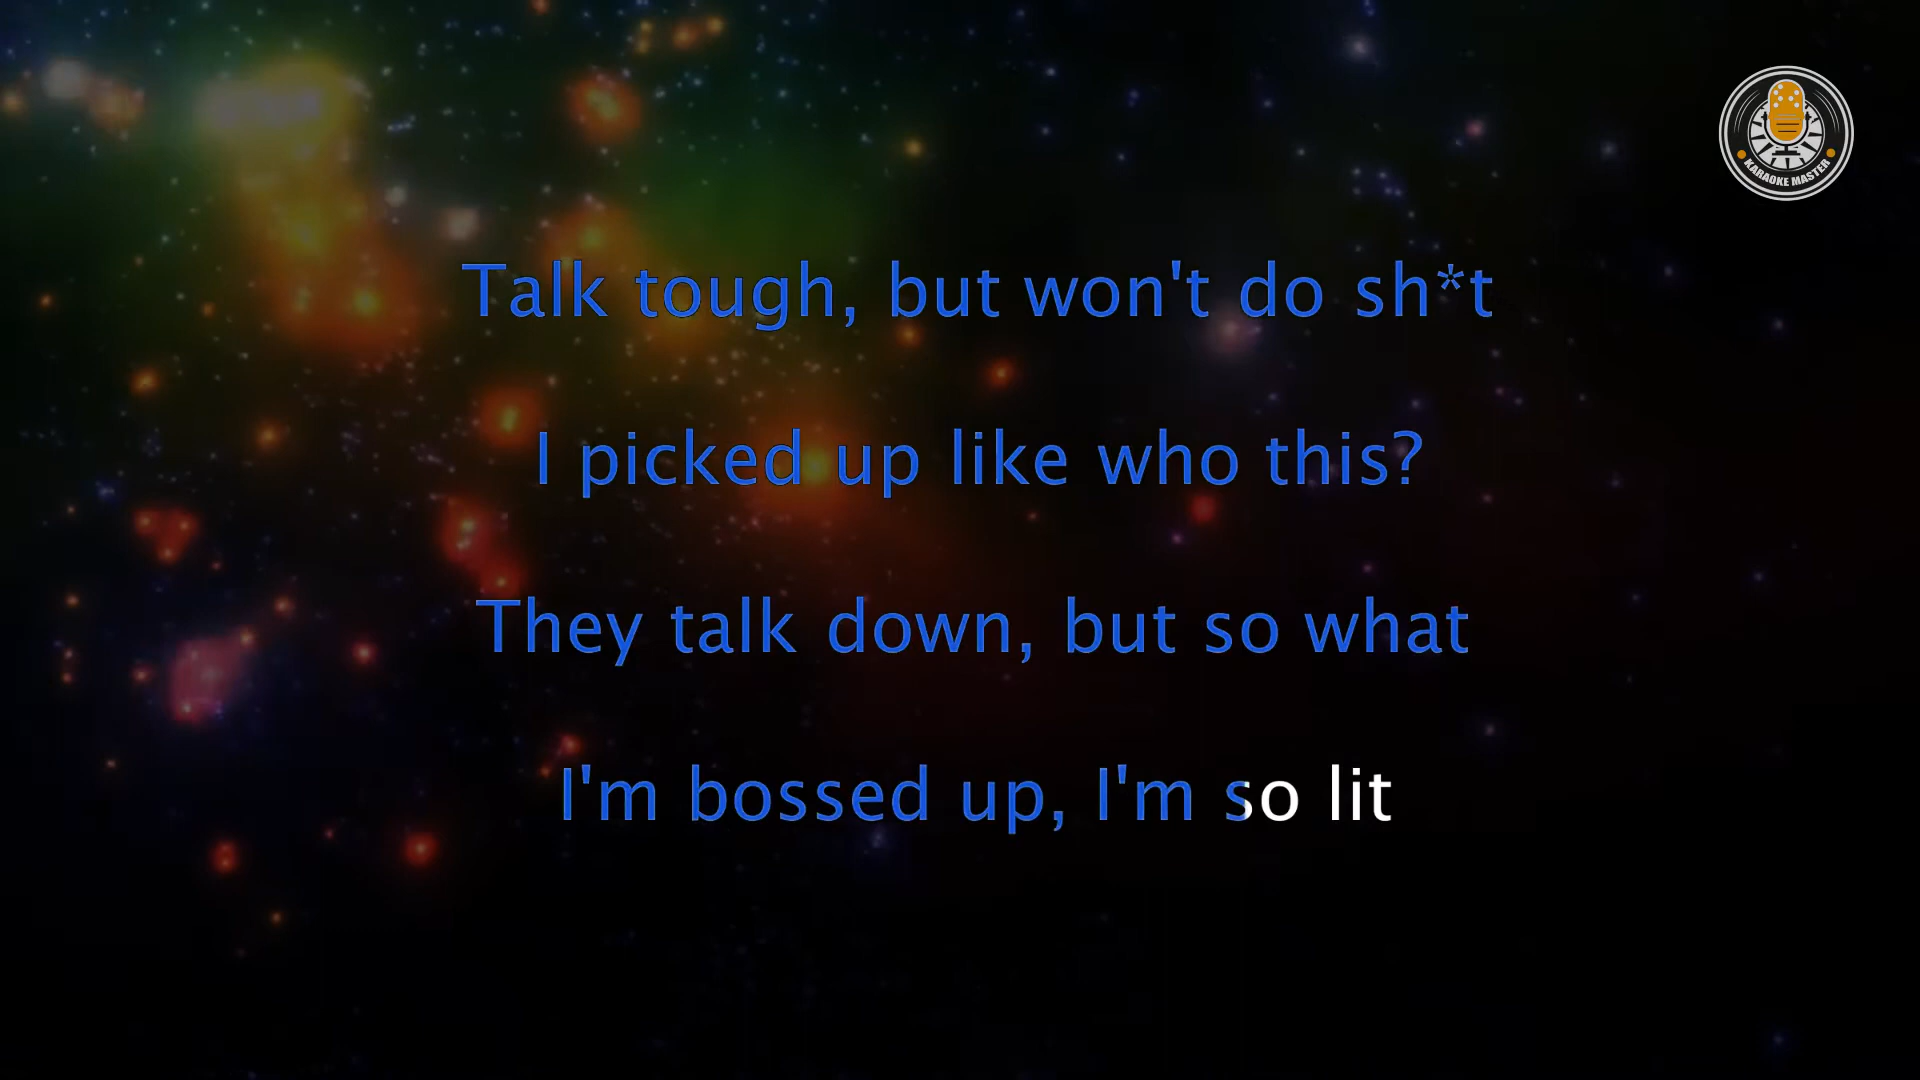 KARAOKE MASTER
Talk tough, but won't do sh*t
I picked up like who this?
They talk down, but so what
I'm bossed up, I'm so lit